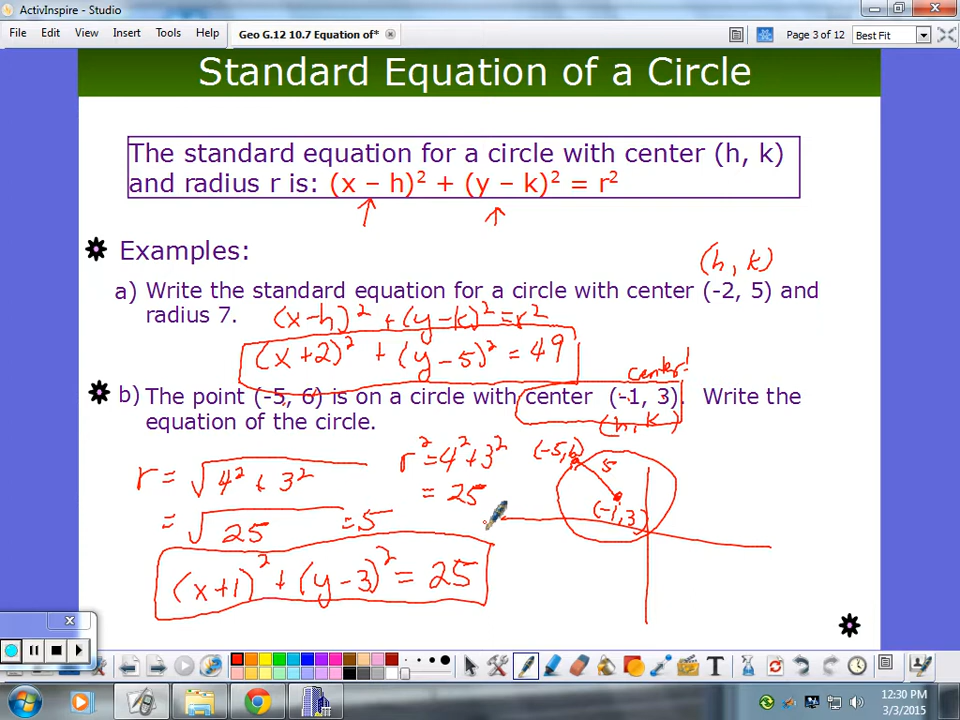 ActivInspire - Studio
File Edit View Insert Tools Help Geo G.12 10.7 Equation of* Page 3 of 12 Best Fit
Standard Equation of a Circle
The standard equation for a circle with center (h, k)
and radius r is: (x – h)² + (y – k)² = r²
Examples:
(h, k)
a) Write the standard equation for a circle with center (-2, 5) and
radius 7. (x-h)² + (y-k)² = r²
(x+2)² + (y-5)² = 49
center!
b) The point (-5, 6) is on a circle with center (-1, 3). Write the
equation of the circle. (h, k)
r² = 4² + 3² (-5, 6) 5
r = √4² + 3²
= 25 (-1, 3)
= √25 = 5
(x+1)² + (y-3)² = 25
12:30 PM
3/3/2015